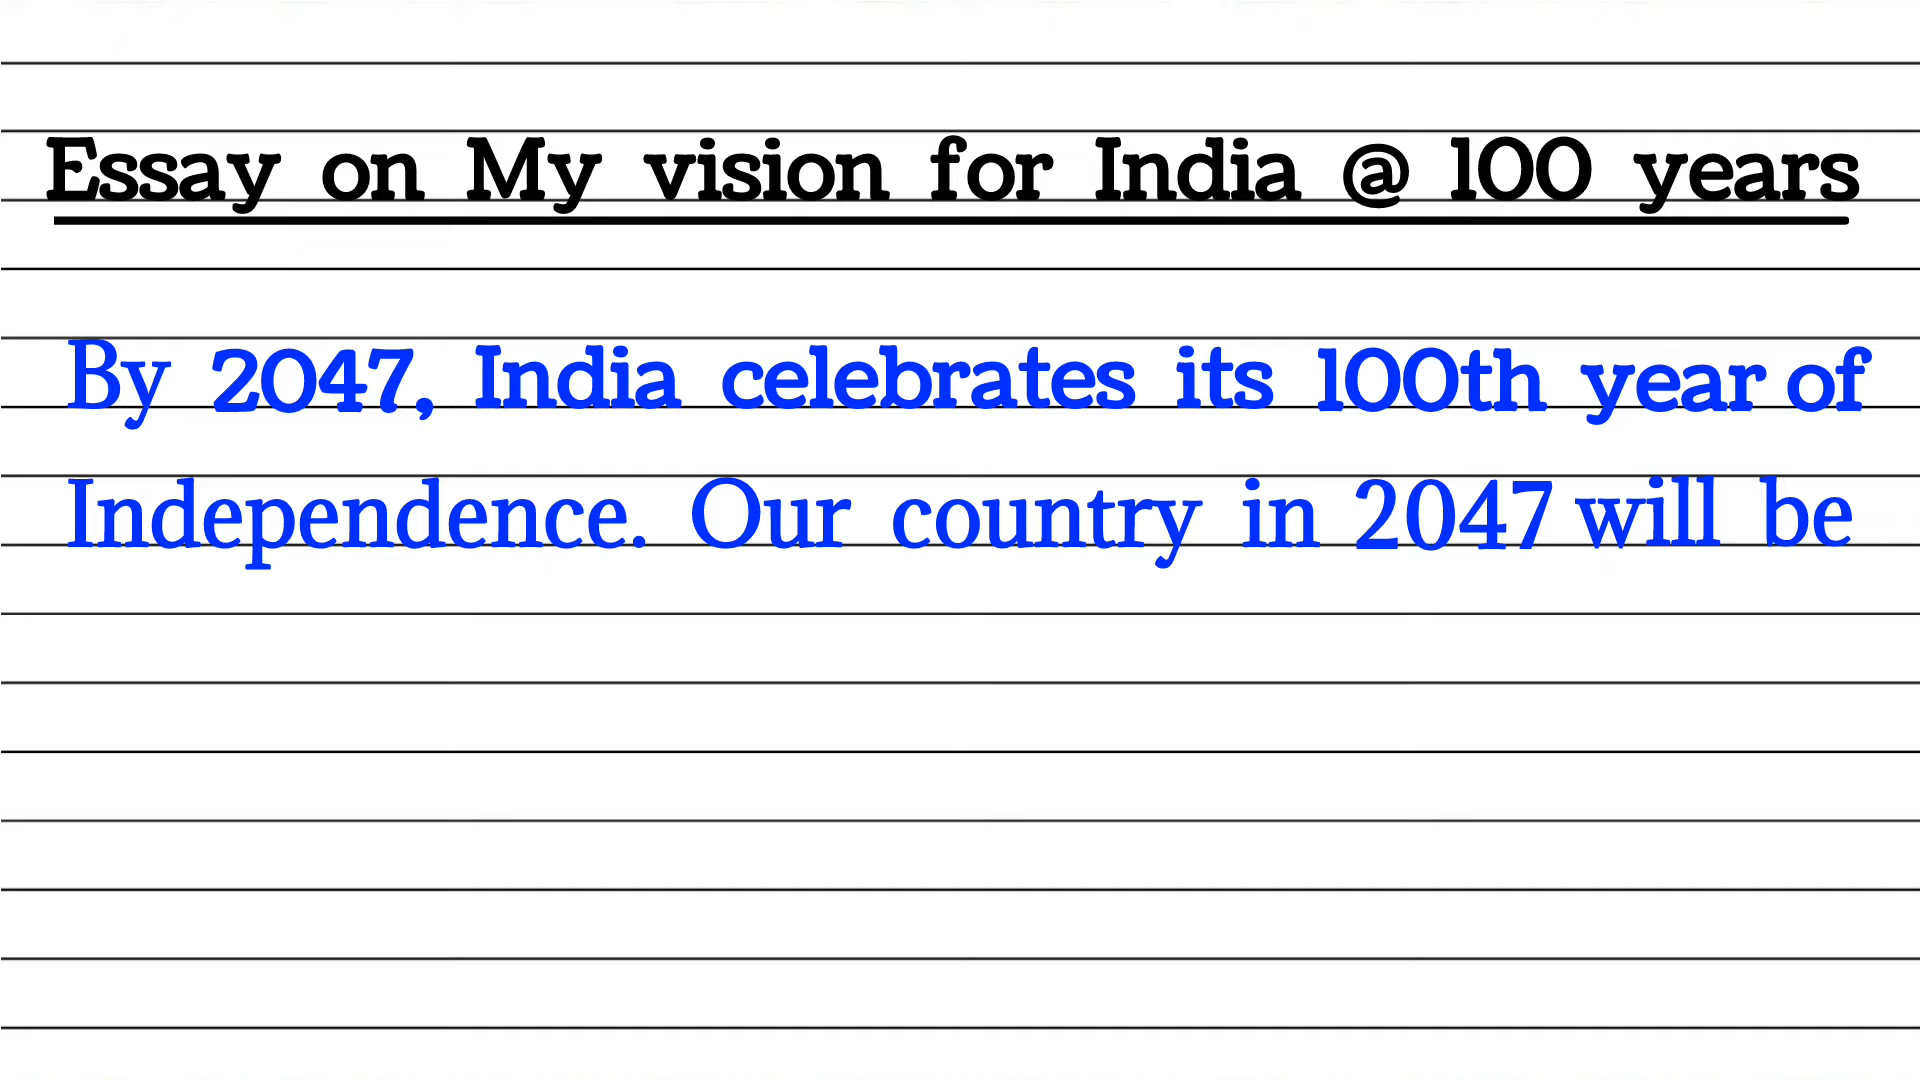 Essay on My vision for India @ 100 years
By 2047, India celebrates its 100th year of
Independence. Our country in 2047 will be